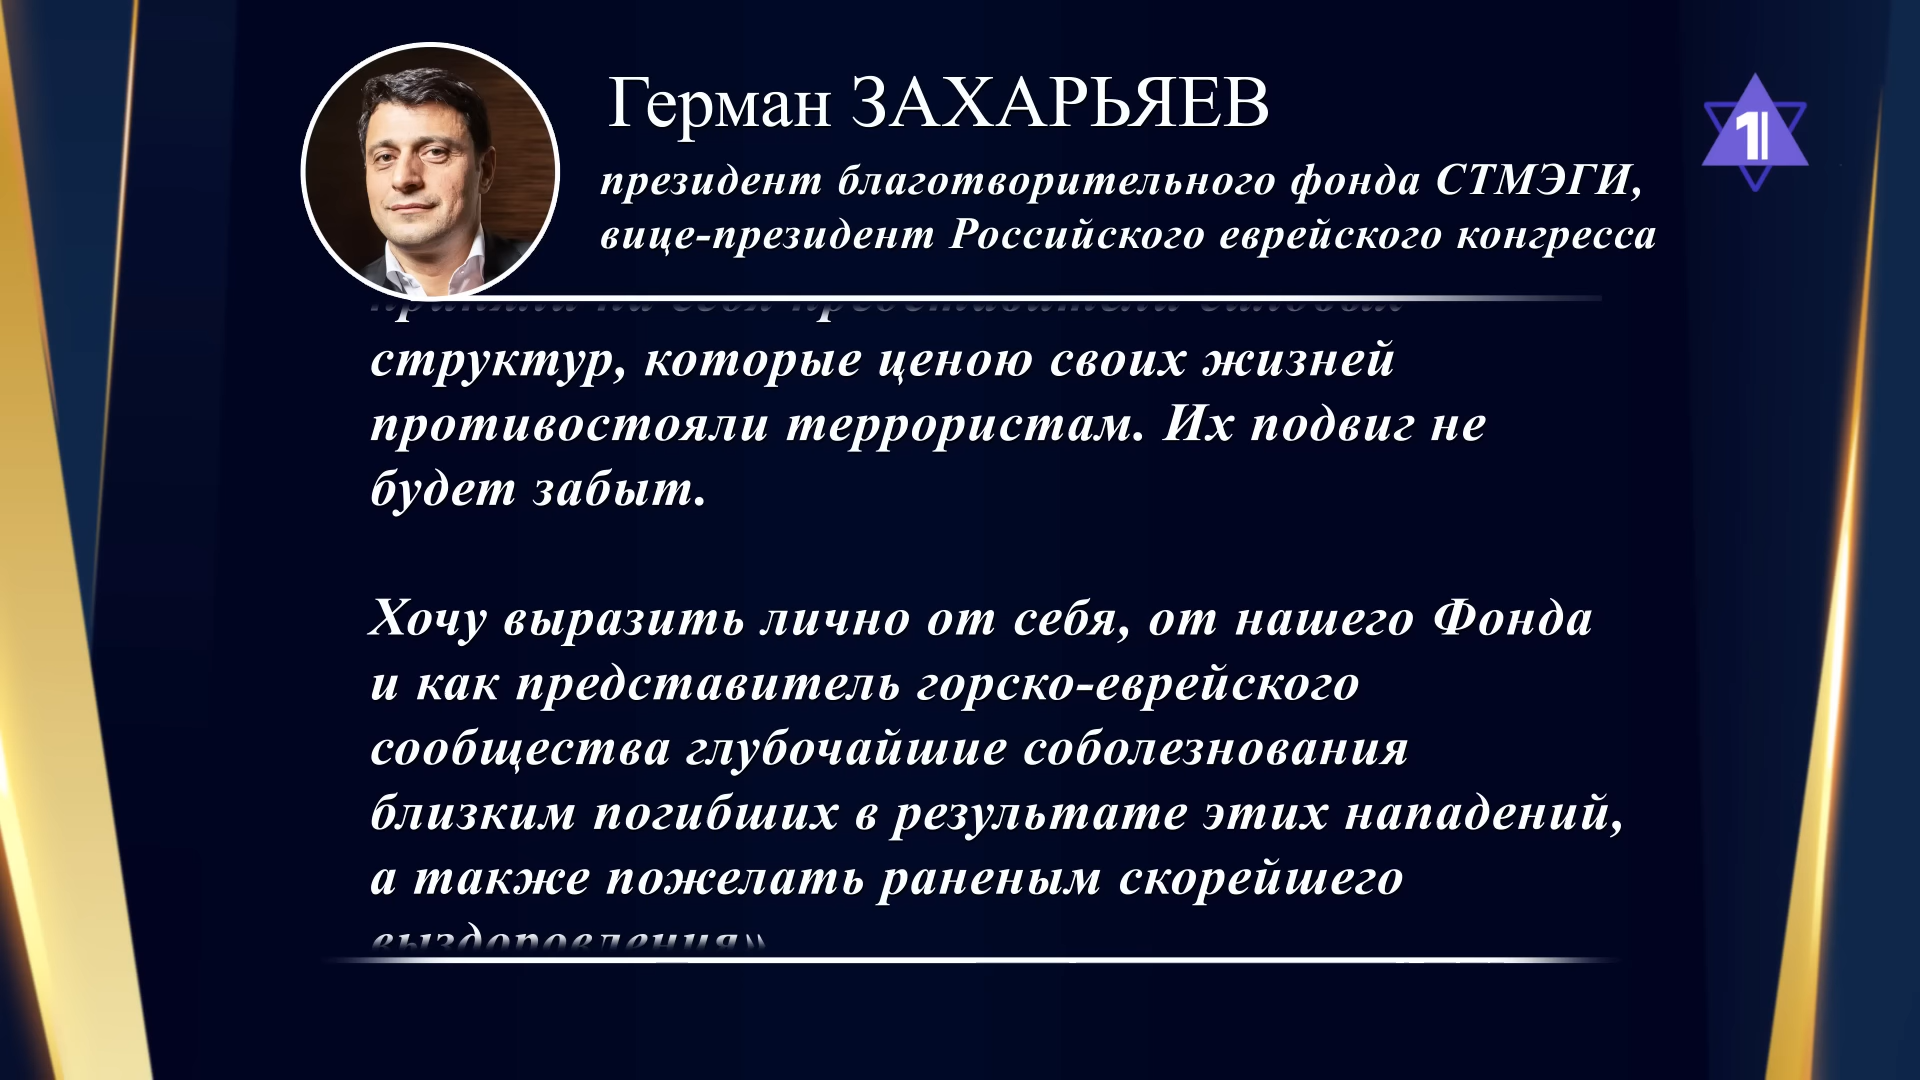 Герман ЗАХАРЬЯЕВ
президент благотворительного фонда СТМЭГИ,
вице-президент Российского еврейского конгресса
структур, которые ценою своих жизней
противостояли террористам. Их подвиг не
будет забыт.
Хочу выразить лично от себя, от нашего Фонда
и как представитель горско-еврейского
сообщества глубочайшие соболезнования
близким погибших в результате этих нападений,
а также пожелать раненым скорейшего
выздоровления»
1